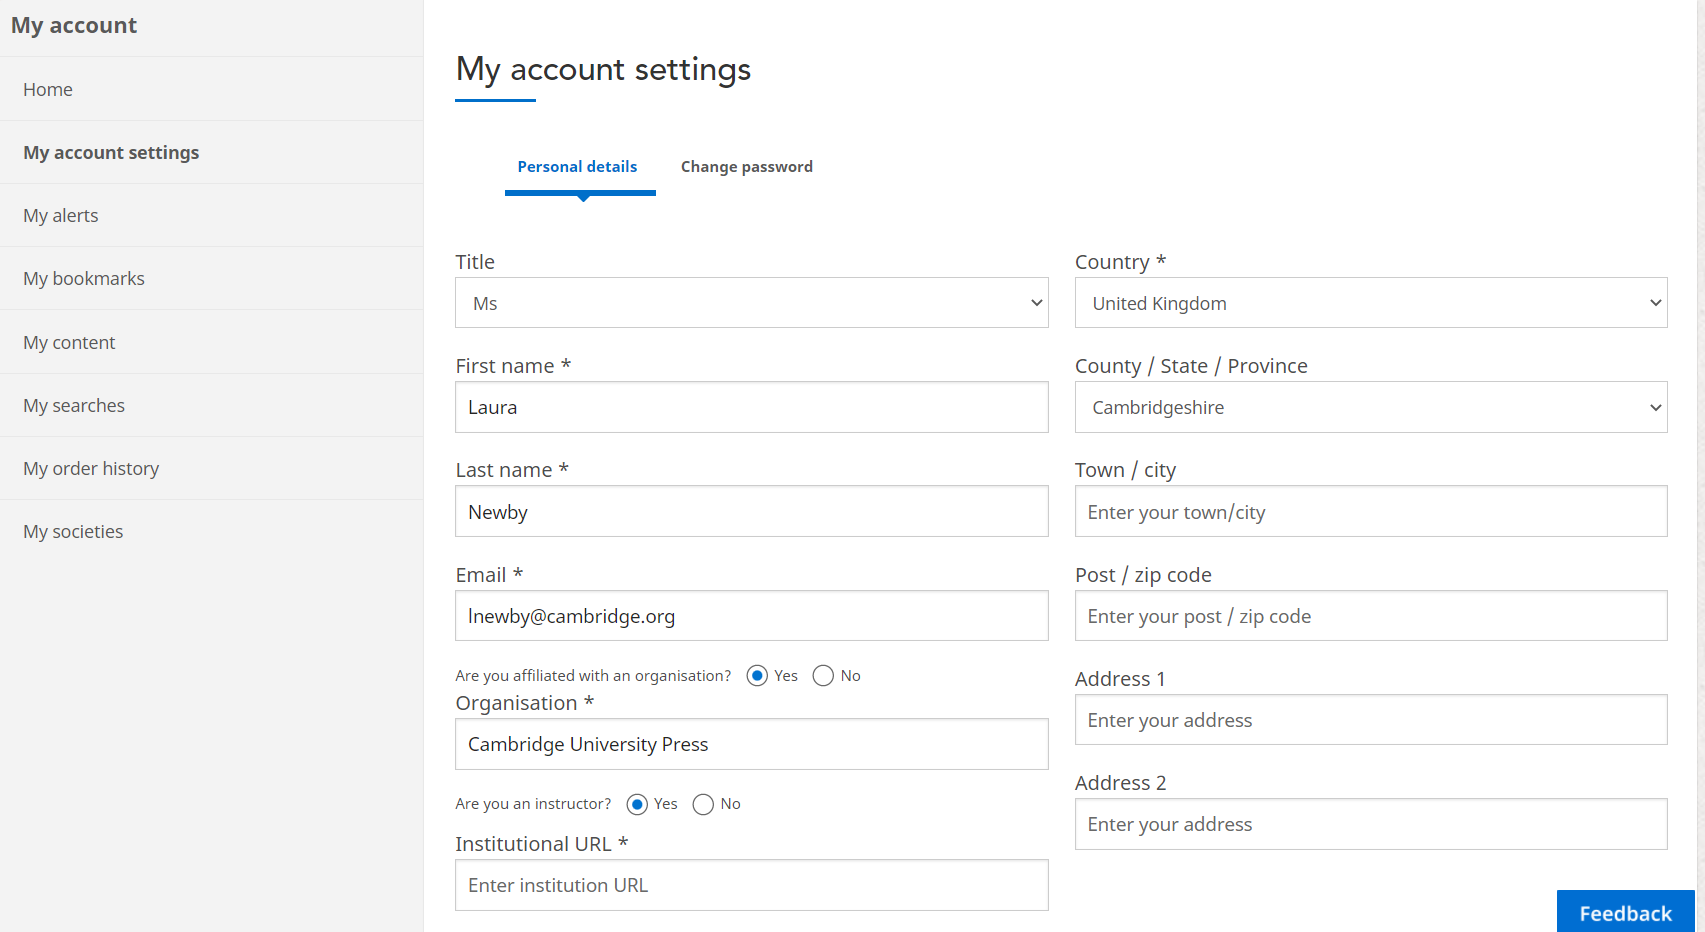 My account
Home
My account settings
My alerts
My bookmarks
My content
My searches
My order history
My societies
My account settings
Personal details
Change password
Title
Ms
First name *
Laura
Last name *
Newby
Email *
lnewby@cambridge.org
Are you affiliated with an organisation? Yes No
Organisation *
Cambridge University Press
Are you an instructor? Yes No
Institutional URL *
Enter institution URL
Country *
United Kingdom
County / State / Province
Cambridgeshire
Town / city
Enter your town/city
Post / zip code
Enter your post / zip code
Address 1
Enter your address
Address 2
Enter your address
Feedback